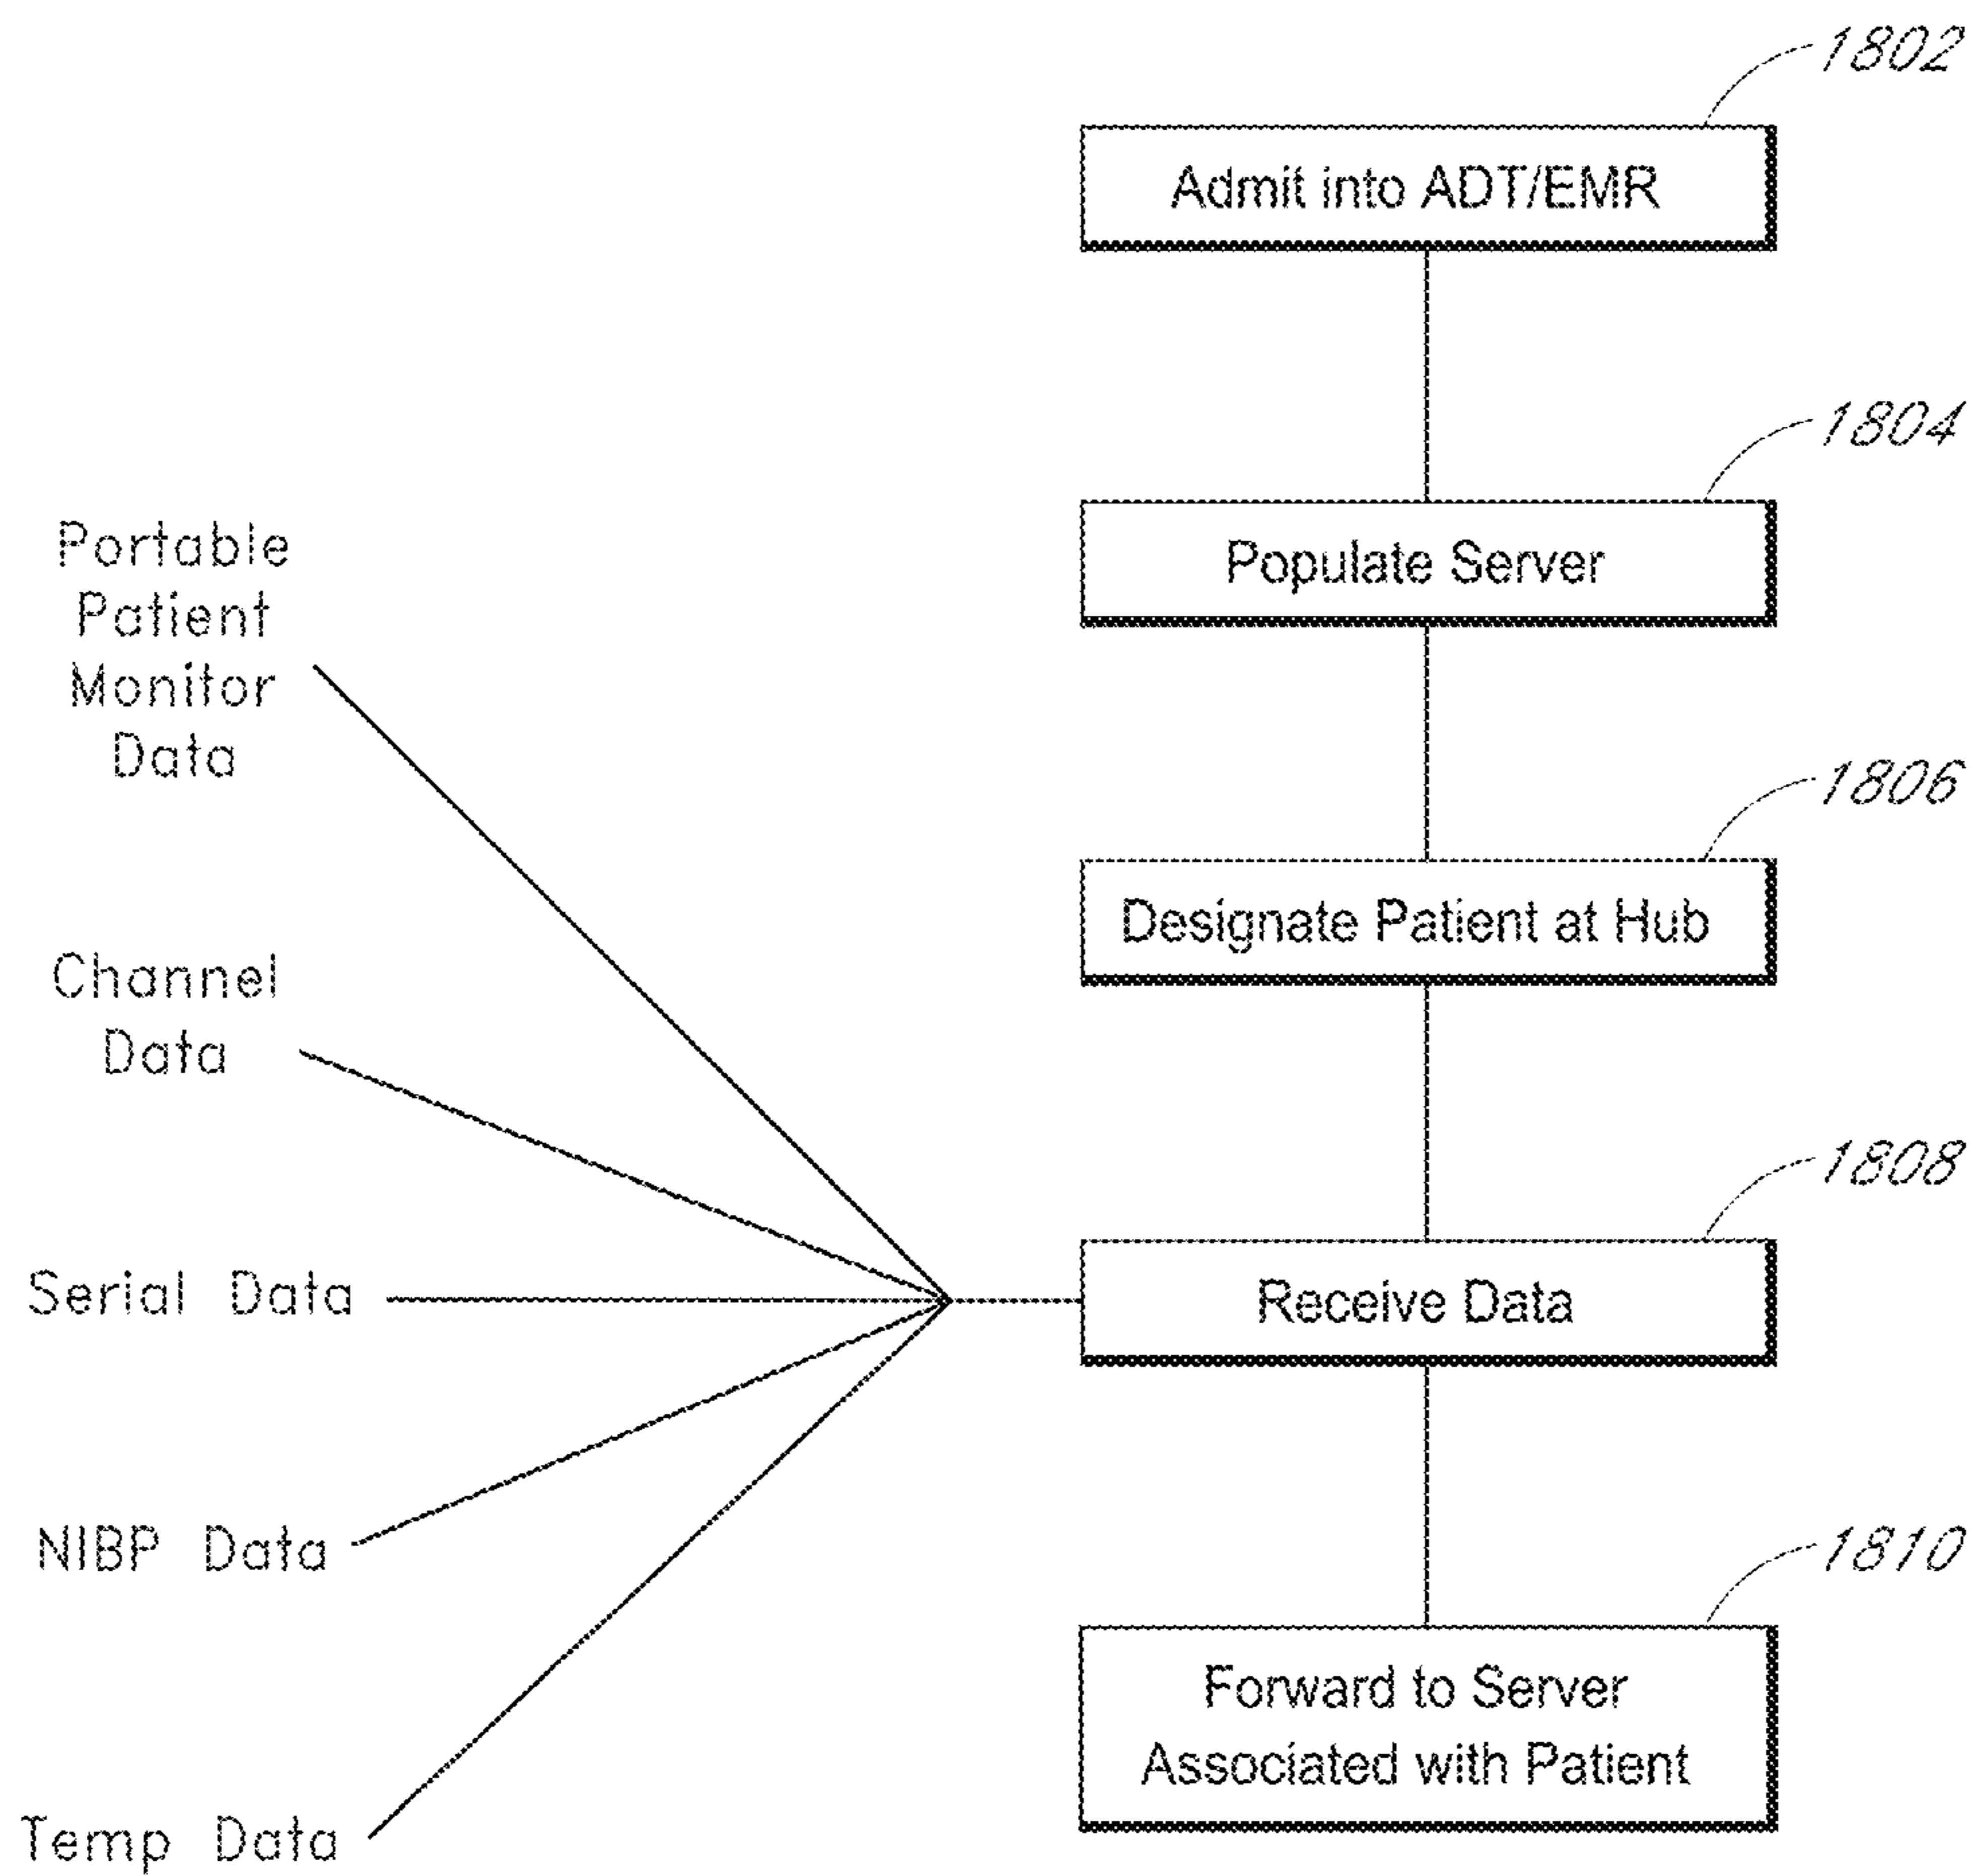 1802
Admit into ADT/EMR
1804
Populate Server
Portable
Patient
Monitor
Data
1806
Designate Patient at Hub
Channel
Data
1808
Serial Data
Receive Data
NIBP Data
1810
Forward to Server
Associated with Patient
Temp Data